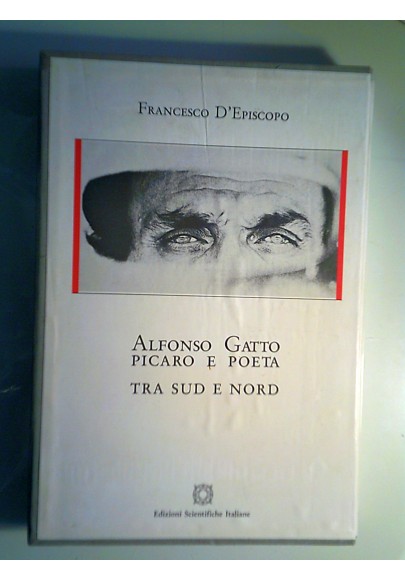 FRANCESCO D'EPISCOPO
ALFONSO GATTO
PICARO E POETA
TRA SUD E NORD
Edizioni Scientifiche Italiane